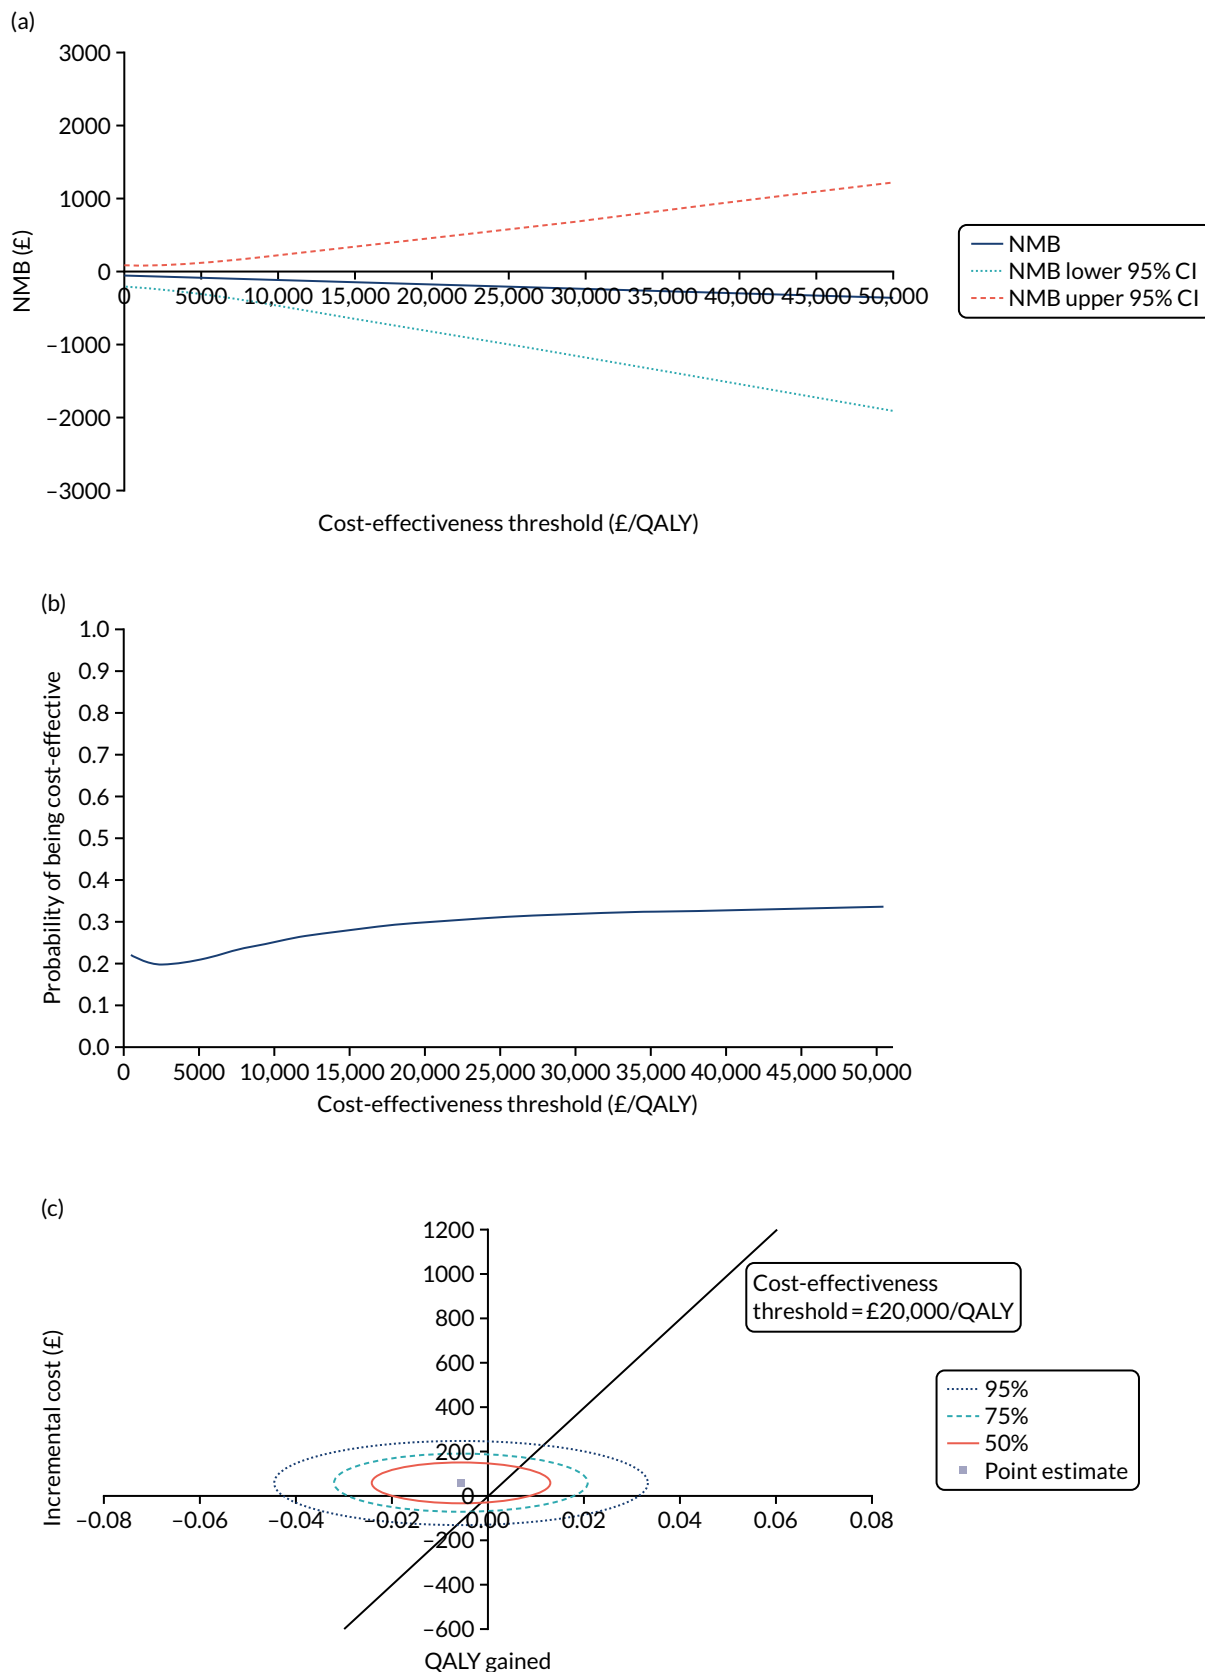 (a)
3000
2000
1000
0
–1000
–2000
–3000
NMB (£)
0 5000 10,000 15,000 20,000 25,000 30,000 35,000 40,000 45,000 50,000
Cost-effectiveness threshold (£/QALY)
NMB
NMB lower 95% CI
NMB upper 95% CI
(b)
1.0
0.9
0.8
0.7
0.6
0.5
0.4
0.3
0.2
0.1
0.0
Probability of being cost-effective
0 5000 10,000 15,000 20,000 25,000 30,000 35,000 40,000 45,000 50,000
Cost-effectiveness threshold (£/QALY)
(c)
1200
1000
800
600
400
200
0
–200
–400
–600
Incremental cost (£)
–0.08 –0.06 –0.04 –0.02 0.00 0.02 0.04 0.06 0.08
QALY gained
Cost-effectiveness
threshold = £20,000/QALY
95%
75%
50%
Point estimate